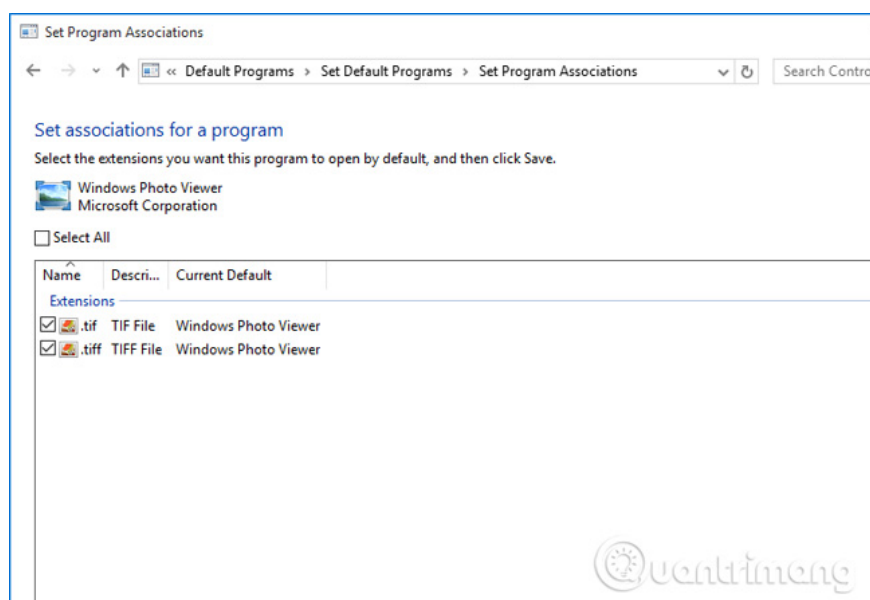 Set Program Associations
« Default Programs › Set Default Programs › Set Program Associations
Search Contro
Set associations for a program
Select the extensions you want this program to open by default, and then click Save.
Windows Photo Viewer
Microsoft Corporation
Select All
Name Descri... Current Default
Extensions
.tif TIF File Windows Photo Viewer
.tiff TIFF File Windows Photo Viewer
Quantrimang